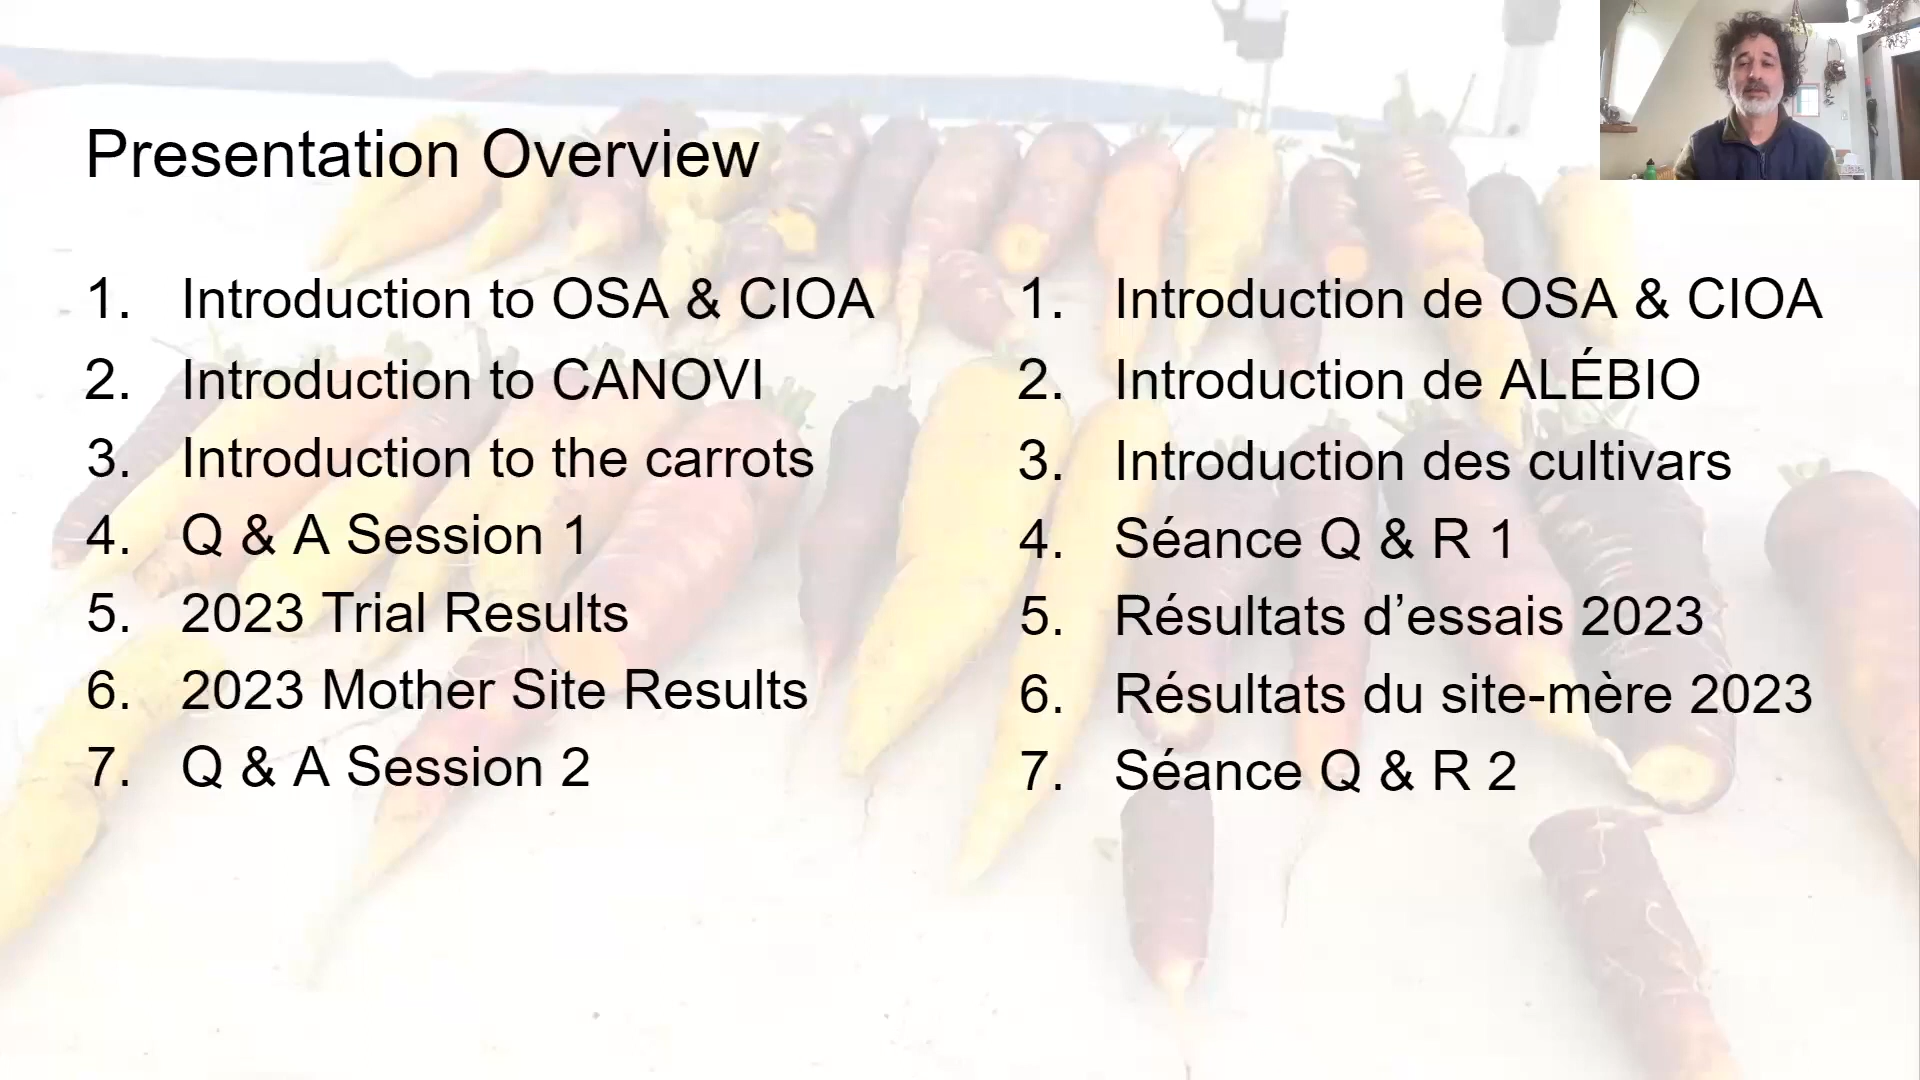 Presentation Overview
1. Introduction to OSA & CIOA
2. Introduction to CANOVI
3. Introduction to the carrots
4. Q & A Session 1
5. 2023 Trial Results
6. 2023 Mother Site Results
7. Q & A Session 2
1. Introduction de OSA & CIOA
2. Introduction de ALÉBIO
3. Introduction des cultivars
4. Séance Q & R 1
5. Résultats d’essais 2023
6. Résultats du site-mère 2023
7. Séance Q & R 2